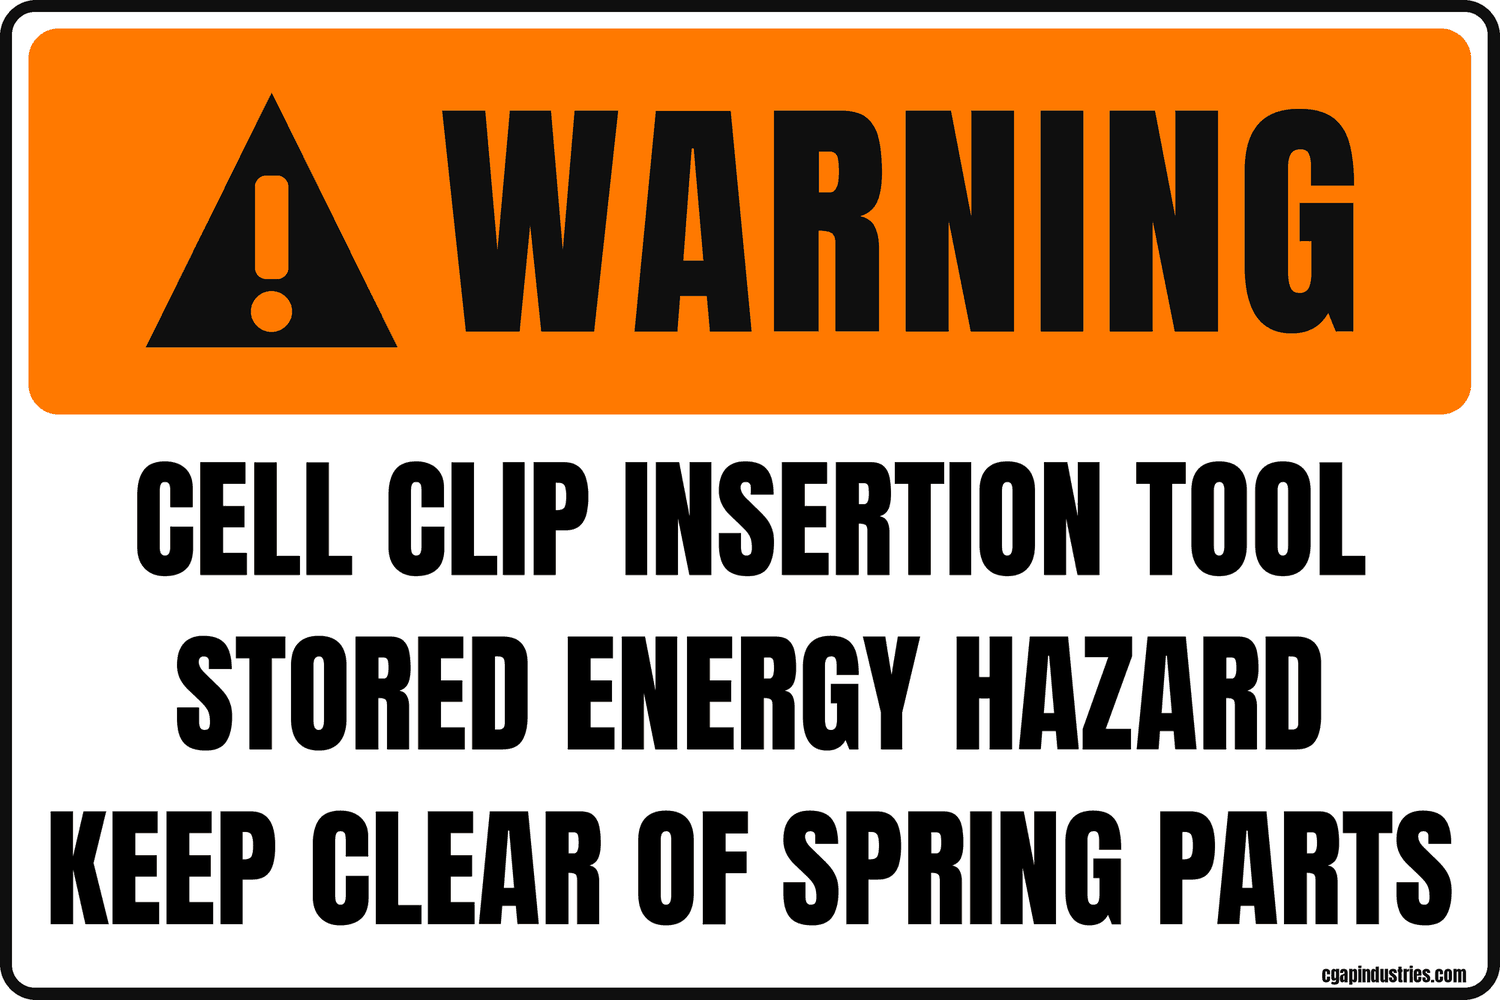 WARNING
CELL CLIP INSERTION TOOL
STORED ENERGY HAZARD
KEEP CLEAR OF SPRING PARTS
cgapindustries.com